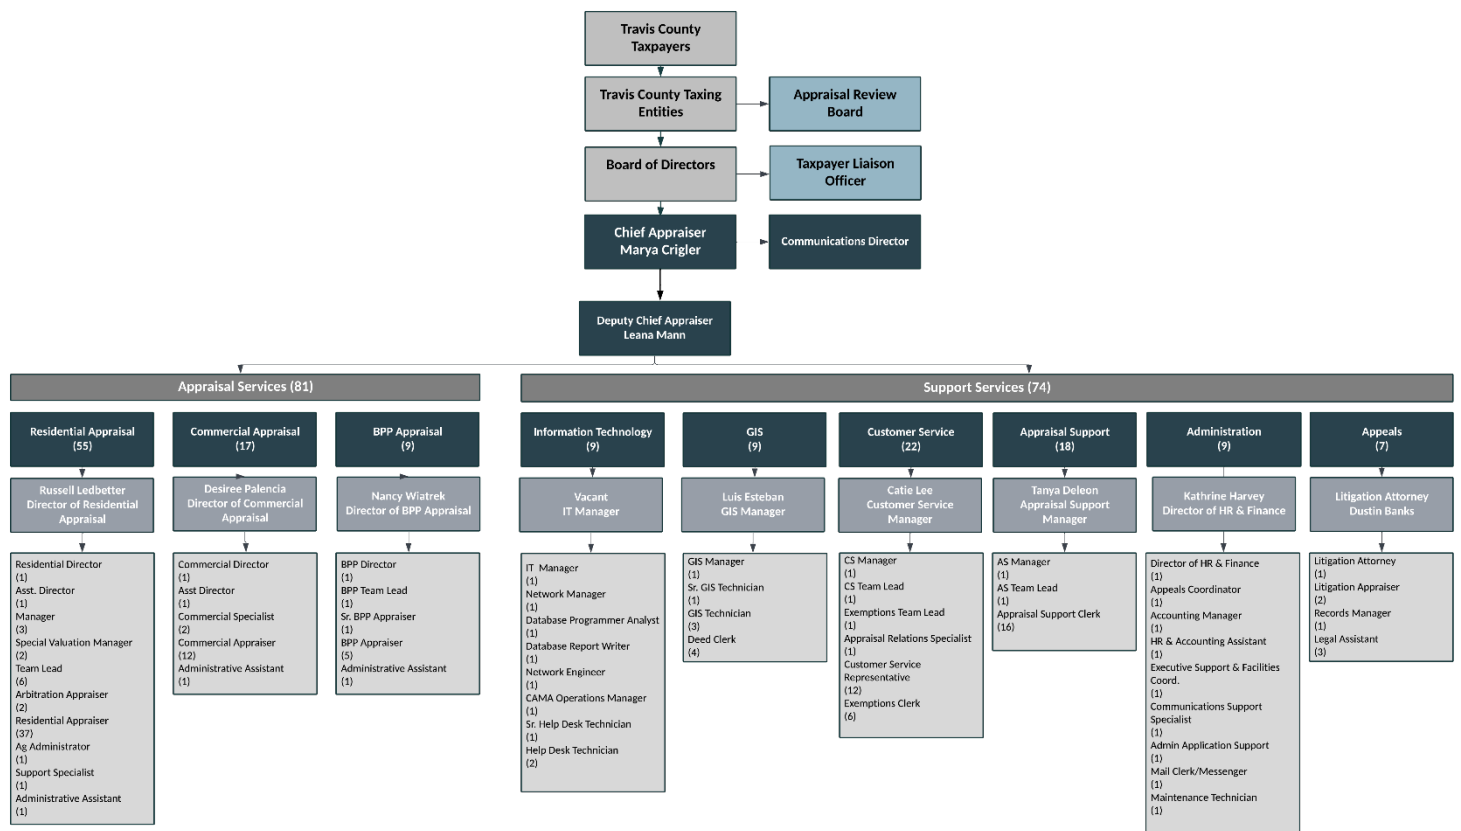 Travis County
Taxpayers
Travis County Taxing
Entities
Appraisal Review
Board
Board of Directors
Taxpayer Liaison
Officer
Chief Appraiser
Marya Crigler
Communications Director
Deputy Chief Appraiser
Leana Mann
Appraisal Services (81)
Support Services (74)
Residential Appraisal
(55)
Russell Ledbetter
Director of Residential
Appraisal
Residential Director
(1)
Asst. Director
(1)
Manager
(3)
Special Valuation Manager
(2)
Team Lead
(6)
Arbitration Appraiser
(2)
Residential Appraiser
(37)
Ag Administrator
(1)
Support Specialist
(1)
Administrative Assistant
(1)
Commercial Appraisal
(17)
Desiree Palencia
Director of Commercial
Appraisal
Commercial Director
(1)
Asst Director
(1)
Commercial Specialist
(2)
Commercial Appraiser
(12)
Administrative Assistant
(1)
BPP Appraisal
(9)
Nancy Wiatrek
Director of BPP Appraisal
BPP Director
(1)
BPP Team Lead
(1)
Sr. BPP Appraiser
(1)
BPP Appraiser
(5)
Administrative Assistant
(1)
Information Technology
(9)
Vacant
IT Manager
IT Manager
(1)
Network Manager
(1)
Database Programmer Analyst
(1)
Database Report Writer
(1)
Network Engineer
(1)
CAMA Operations Manager
(1)
Sr. Help Desk Technician
(1)
Help Desk Technician
(2)
GIS
(9)
Luis Esteban
GIS Manager
GIS Manager
(1)
Sr. GIS Technician
(1)
GIS Technician
(3)
Deed Clerk
(4)
Customer Service
(22)
Catie Lee
Customer Service
Manager
CS Manager
(1)
CS Team Lead
(1)
Exemptions Team Lead
(1)
Appraisal Relations Specialist
(1)
Customer Service
Representative
(12)
Exemptions Clerk
(6)
Appraisal Support
(18)
Tanya Deleon
Appraisal Support
Manager
AS Manager
(1)
AS Team Lead
(1)
Appraisal Support Clerk
(16)
Administration
(9)
Kathrine Harvey
Director of HR & Finance
Director of HR & Finance
(1)
Appeals Coordinator
(1)
Accounting Manager
(1)
HR & Accounting Assistant
(1)
Executive Support & Facilities
Coord.
(1)
Communications Support
Specialist
(1)
Admin Application Support
(1)
Mail Clerk/Messenger
(1)
Maintenance Technician
(1)
Appeals
(7)
Litigation Attorney
Dustin Banks
Litigation Attorney
(1)
Litigation Appraiser
(2)
Records Manager
(1)
Legal Assistant
(3)